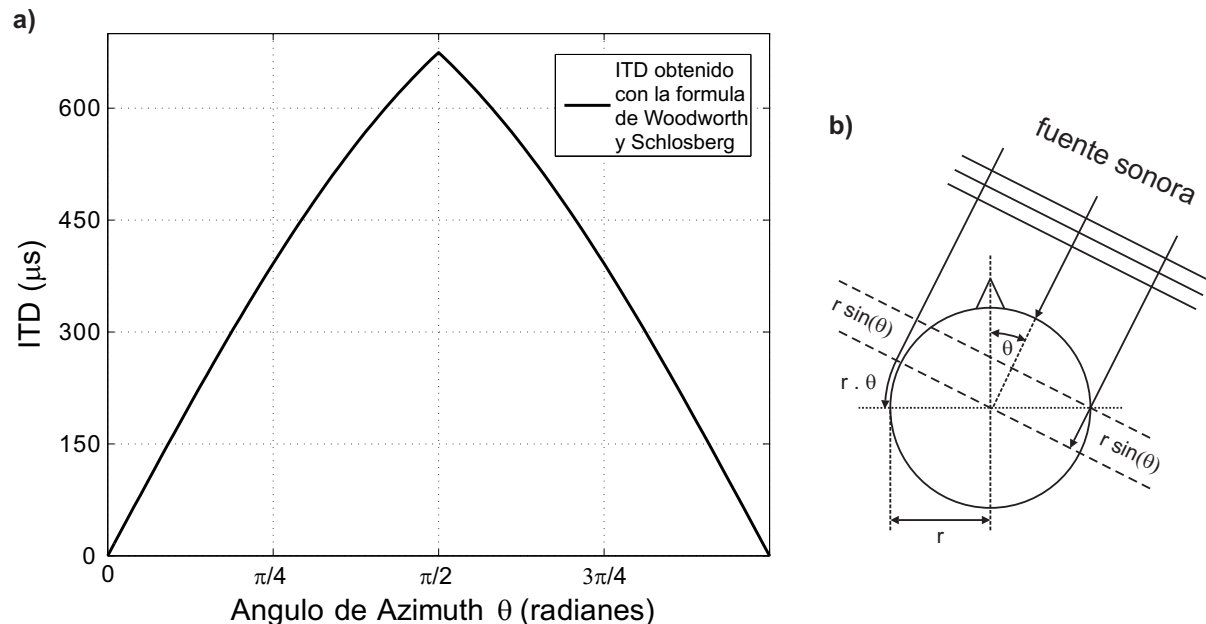 a)
ITD (μs)
600
450
300
150
0
0
π/4
π/2
3π/4
Angulo de Azimuth θ (radianes)
ITD obtenido
con la formula
de Woodworth
y Schlosberg
b)
fuente sonora
r sin(θ)
θ
r . θ
r sin(θ)
r